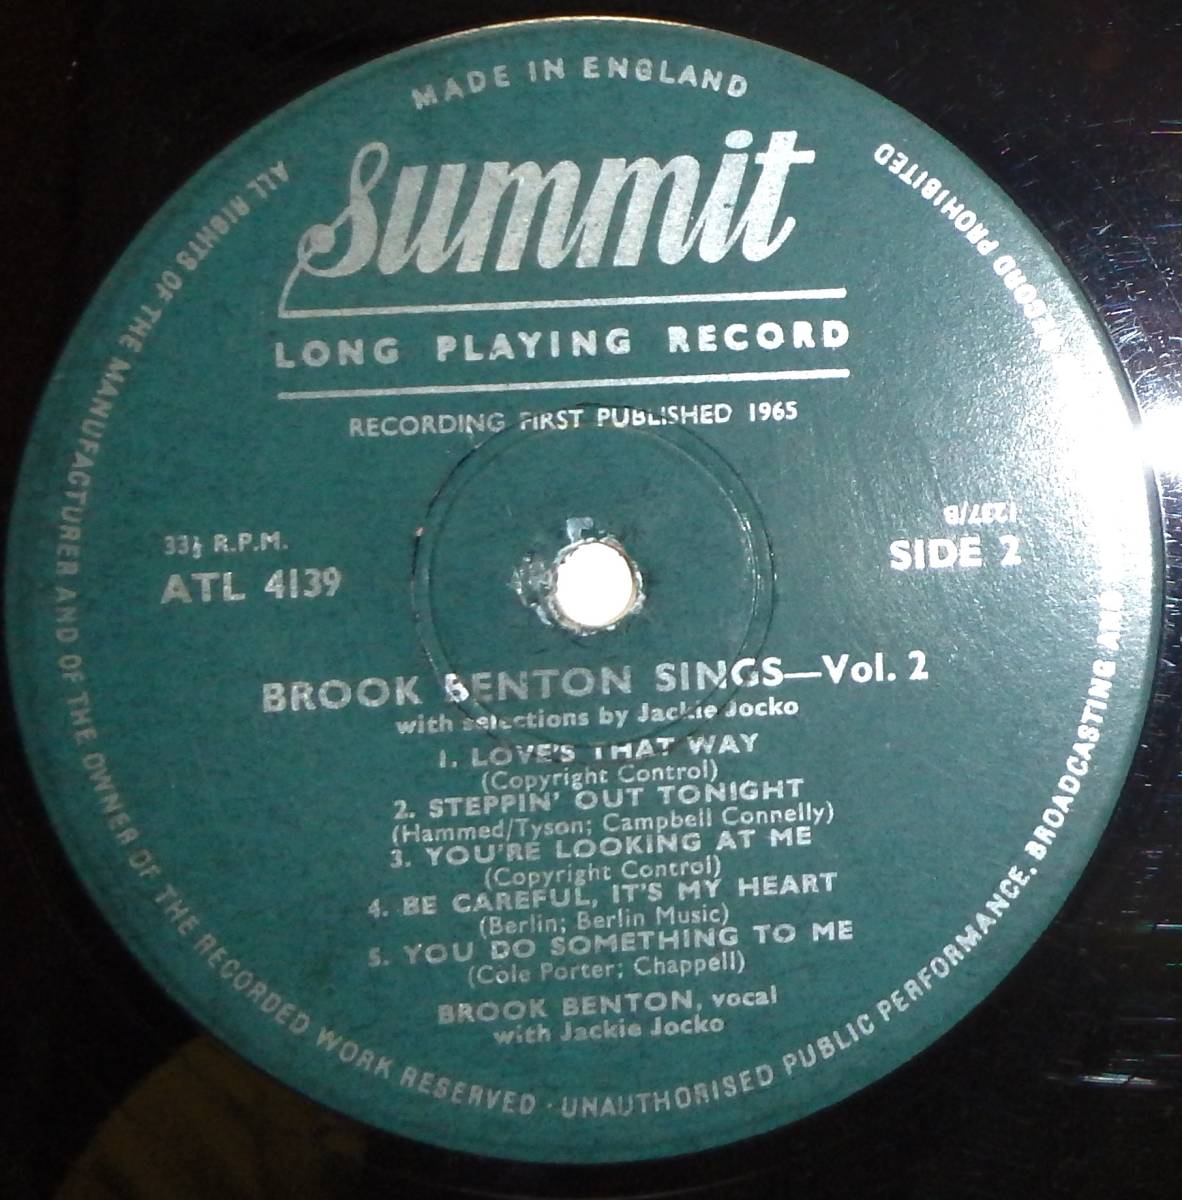 MADE IN ENGLAND
Summit
LONG PLAYING RECORD
RECORDING FIRST PUBLISHED 1965
33⅓ R.P.M.
ATL 4139
1237/B
SIDE 2
BROOK BENTON SINGS—Vol. 2
with selections by Jackie Jocko
1. LOVE'S THAT WAY
(Copyright Control)
2. STEPPIN' OUT TONIGHT
(Hammed/Tyson; Campbell Connelly)
3. YOU'RE LOOKING AT ME
(Copyright Control)
4. BE CAREFUL, IT'S MY HEART
(Berlin; Berlin Music)
5. YOU DO SOMETHING TO ME
(Cole Porter; Chappell)
BROOK BENTON, vocal
with Jackie Jocko
ALL RIGHTS OF THE MANUFACTURER AND OF THE OWNER OF THE RECORDED WORK RESERVED · UNAUTHORISED PUBLIC PERFORMANCE, BROADCASTING AND RECORD PROHIBITED